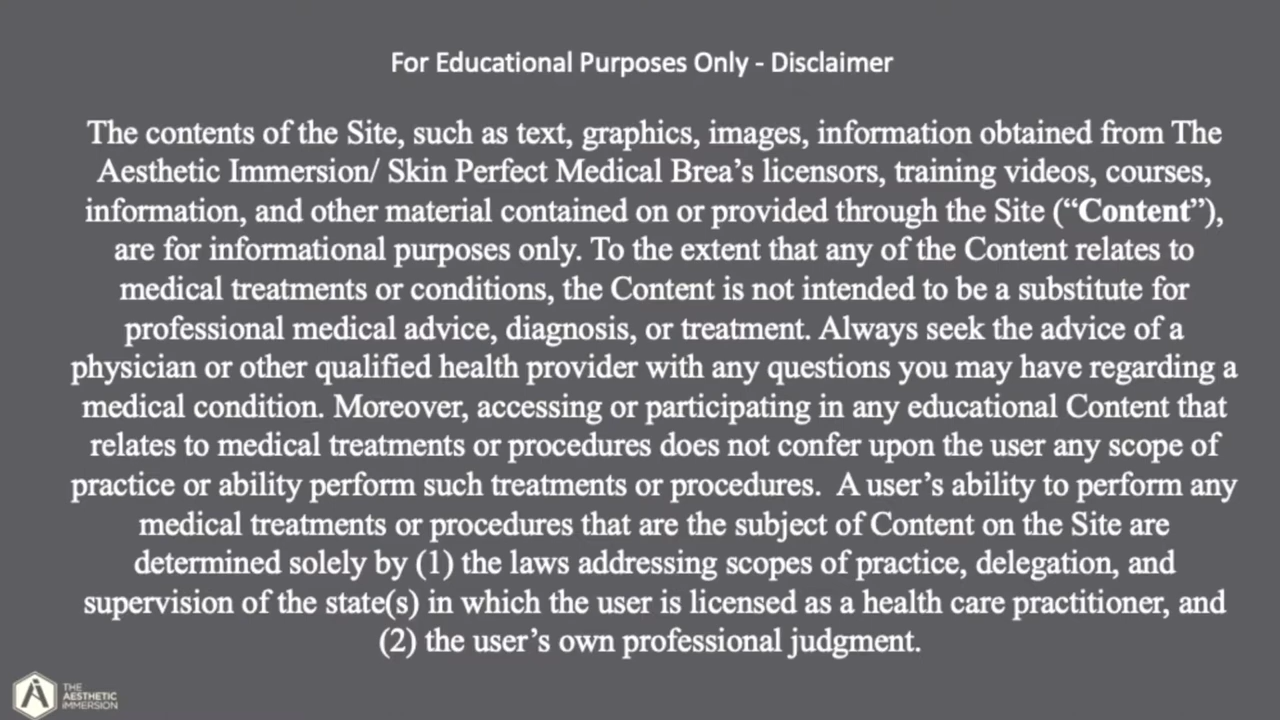 For Educational Purposes Only - Disclaimer
The contents of the Site, such as text, graphics, images, information obtained from The
Aesthetic Immersion/ Skin Perfect Medical Brea’s licensors, training videos, courses,
information, and other material contained on or provided through the Site (“Content”),
are for informational purposes only. To the extent that any of the Content relates to
medical treatments or conditions, the Content is not intended to be a substitute for
professional medical advice, diagnosis, or treatment. Always seek the advice of a
physician or other qualified health provider with any questions you may have regarding a
medical condition. Moreover, accessing or participating in any educational Content that
relates to medical treatments or procedures does not confer upon the user any scope of
practice or ability perform such treatments or procedures.  A user’s ability to perform any
medical treatments or procedures that are the subject of Content on the Site are
determined solely by (1) the laws addressing scopes of practice, delegation, and
supervision of the state(s) in which the user is licensed as a health care practitioner, and
(2) the user’s own professional judgment.
THE
AESTHETIC
iMMERSION